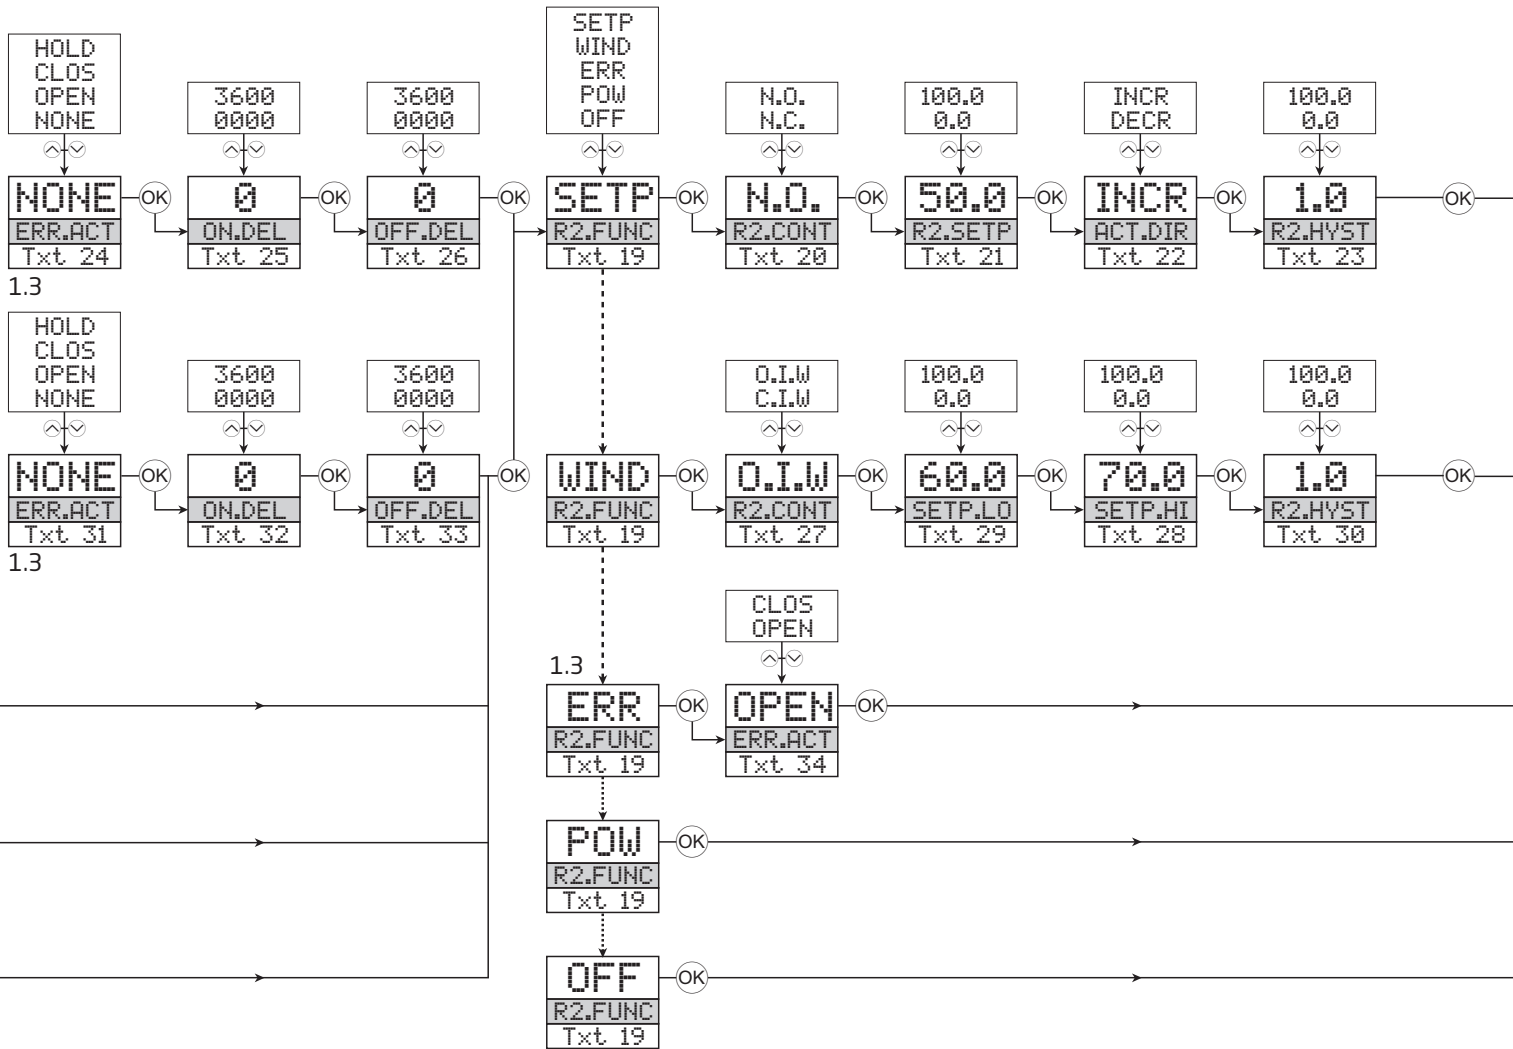 HOLD
CLOS
OPEN
NONE
3600
0000
3600
0000
SETP
WIND
ERR
POW
OFF
N.O.
N.C.
100.0
0.0
INCR
DECR
100.0
0.0
NONE
ERR.ACT
Txt 24
OK
0
ON.DEL
Txt 25
OK
0
OFF.DEL
Txt 26
OK
SETP
R2.FUNC
Txt 19
OK
N.O.
R2.CONT
Txt 20
OK
50.0
R2.SETP
Txt 21
OK
INCR
ACT.DIR
Txt 22
OK
1.0
R2.HYST
Txt 23
OK
1.3
HOLD
CLOS
OPEN
NONE
3600
0000
3600
0000
O.I.W
C.I.W
100.0
0.0
100.0
0.0
100.0
0.0
NONE
ERR.ACT
Txt 31
OK
0
ON.DEL
Txt 32
OK
0
OFF.DEL
Txt 33
OK
WIND
R2.FUNC
Txt 19
OK
O.I.W
R2.CONT
Txt 27
OK
60.0
SETP.LO
Txt 29
OK
70.0
SETP.HI
Txt 28
OK
1.0
R2.HYST
Txt 30
OK
1.3
CLOS
OPEN
1.3
ERR
R2.FUNC
Txt 19
OK
OPEN
ERR.ACT
Txt 34
OK
POW
R2.FUNC
Txt 19
OK
OFF
R2.FUNC
Txt 19
OK